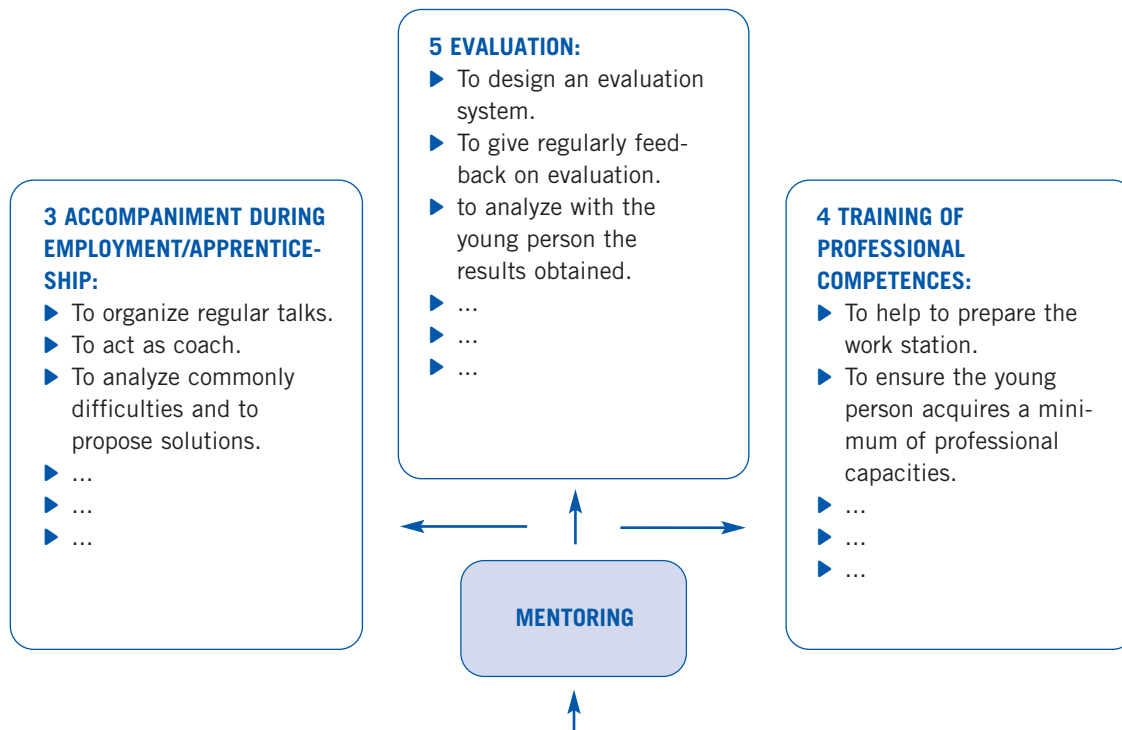 5 EVALUATION:
▶ To design an evaluation
system.
▶ To give regularly feed-
back on evaluation.
▶ to analyze with the
young person the
results obtained.
▶ ...
▶ ...
▶ ...
3 ACCOMPANIMENT DURING
EMPLOYMENT/APPRENTICE-
SHIP:
▶ To organize regular talks.
▶ To act as coach.
▶ To analyze commonly
difficulties and to
propose solutions.
▶ ...
▶ ...
▶ ...
4 TRAINING OF
PROFESSIONAL
COMPETENCES:
▶ To help to prepare the
work station.
▶ To ensure the young
person acquires a mini-
mum of professional
capacities.
▶ ...
▶ ...
▶ ...
MENTORING